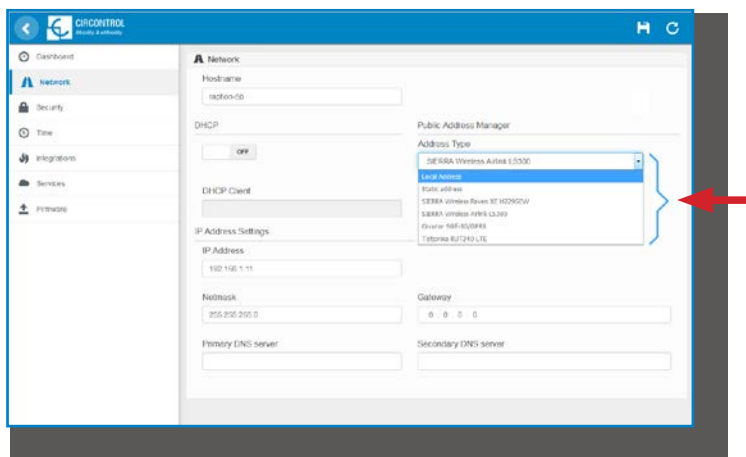 CIRCONTROL
Mobility & eMobility
Dashboard
Network
Security
Time
Integrations
Services
Firmware
Network
Hostname
raption-50
DHCP
OFF
DHCP Client
Public Address Manager
Address Type
SIERRA Wireless Airlink LS300
Local Address
Static address
SIERRA Wireless Raven XE H2295EW
SIERRA Wireless Airlink LS300
Circutor
Teltonika RUT240 LTE
IP Address Settings
IP Address
192.168.1.11
Netmask
255.255.255.0
Gateway
0 0 0 0
Primary DNS server
Secondary DNS server